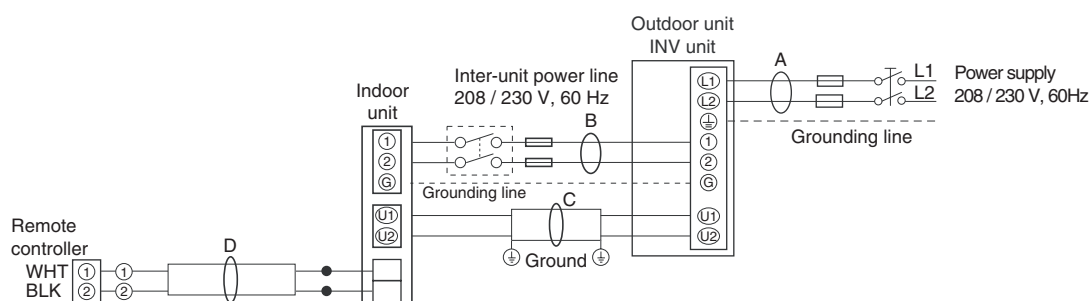 Outdoor unit
INV unit
A
L1
L2
Power supply
208 / 230 V, 60Hz
Grounding line
Inter-unit power line
208 / 230 V, 60 Hz
B
Indoor
unit
L1
L2
1
2
G
1
2
G
Grounding line
C
U1
U2
U1
U2
Ground
Remote
controller
D
WHT
1
1
BLK
2
2